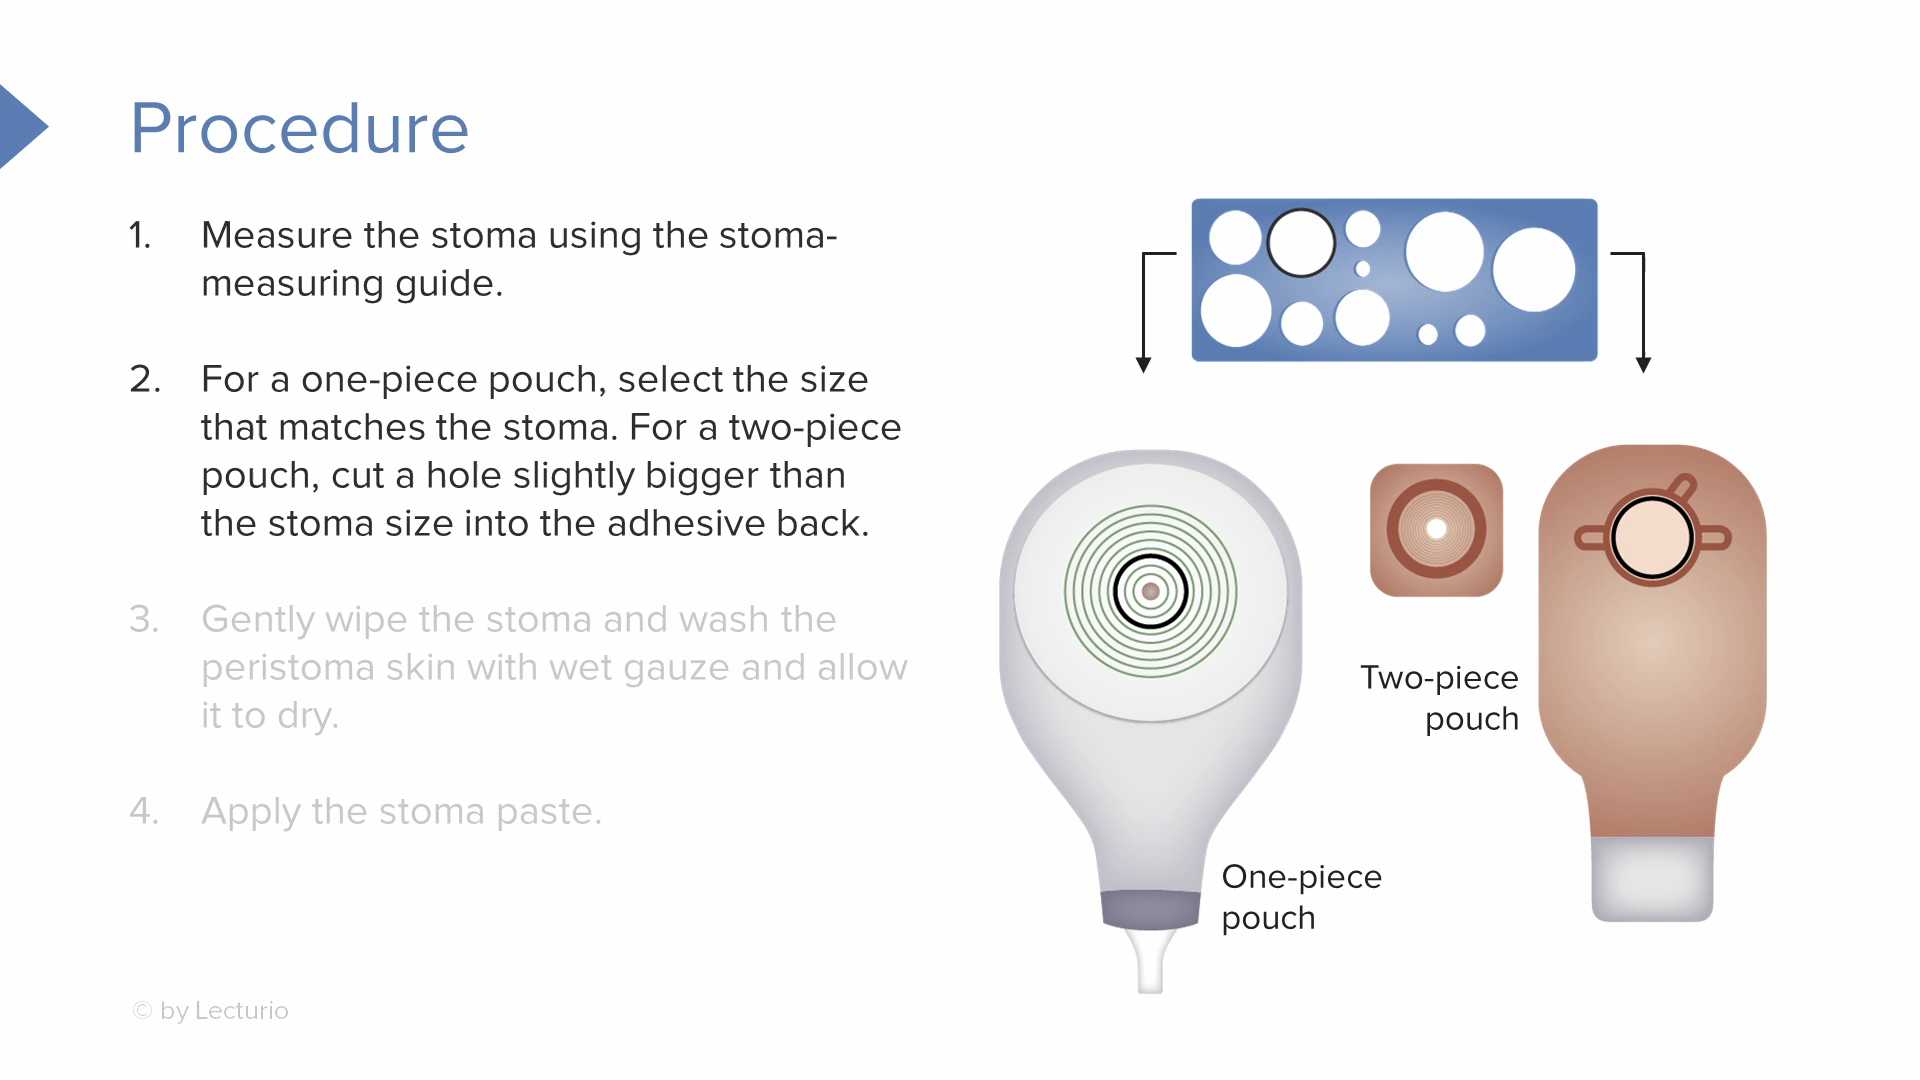 Procedure
1. Measure the stoma using the stoma-
measuring guide.
2. For a one-piece pouch, select the size
that matches the stoma. For a two-piece
pouch, cut a hole slightly bigger than
the stoma size into the adhesive back.
3. Gently wipe the stoma and wash the
peristoma skin with wet gauze and allow
it to dry.
4. Apply the stoma paste.
Two-piece
pouch
One-piece
pouch
© by Lecturio